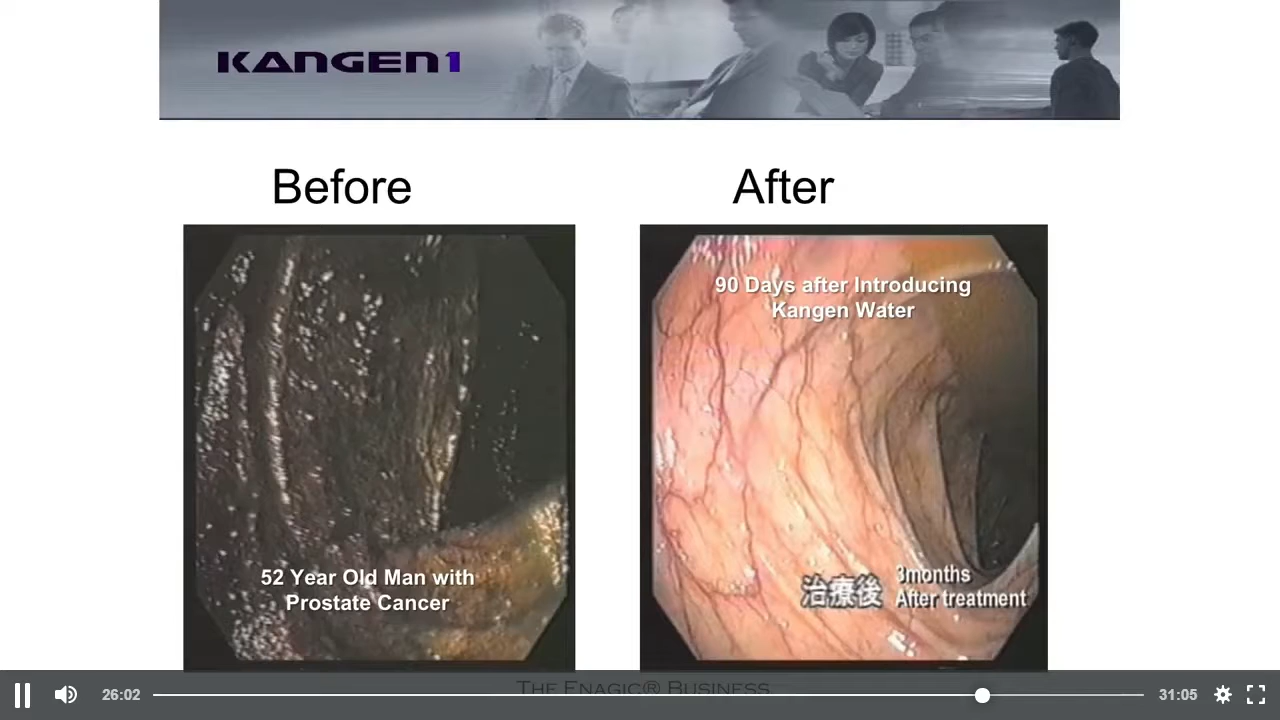 KANGEN1
Before
After
52 Year Old Man with
Prostate Cancer
90 Days after Introducing
Kangen Water
治療後
3months
After treatment
THE ENAGIC® BUSINESS
26:02
31:05